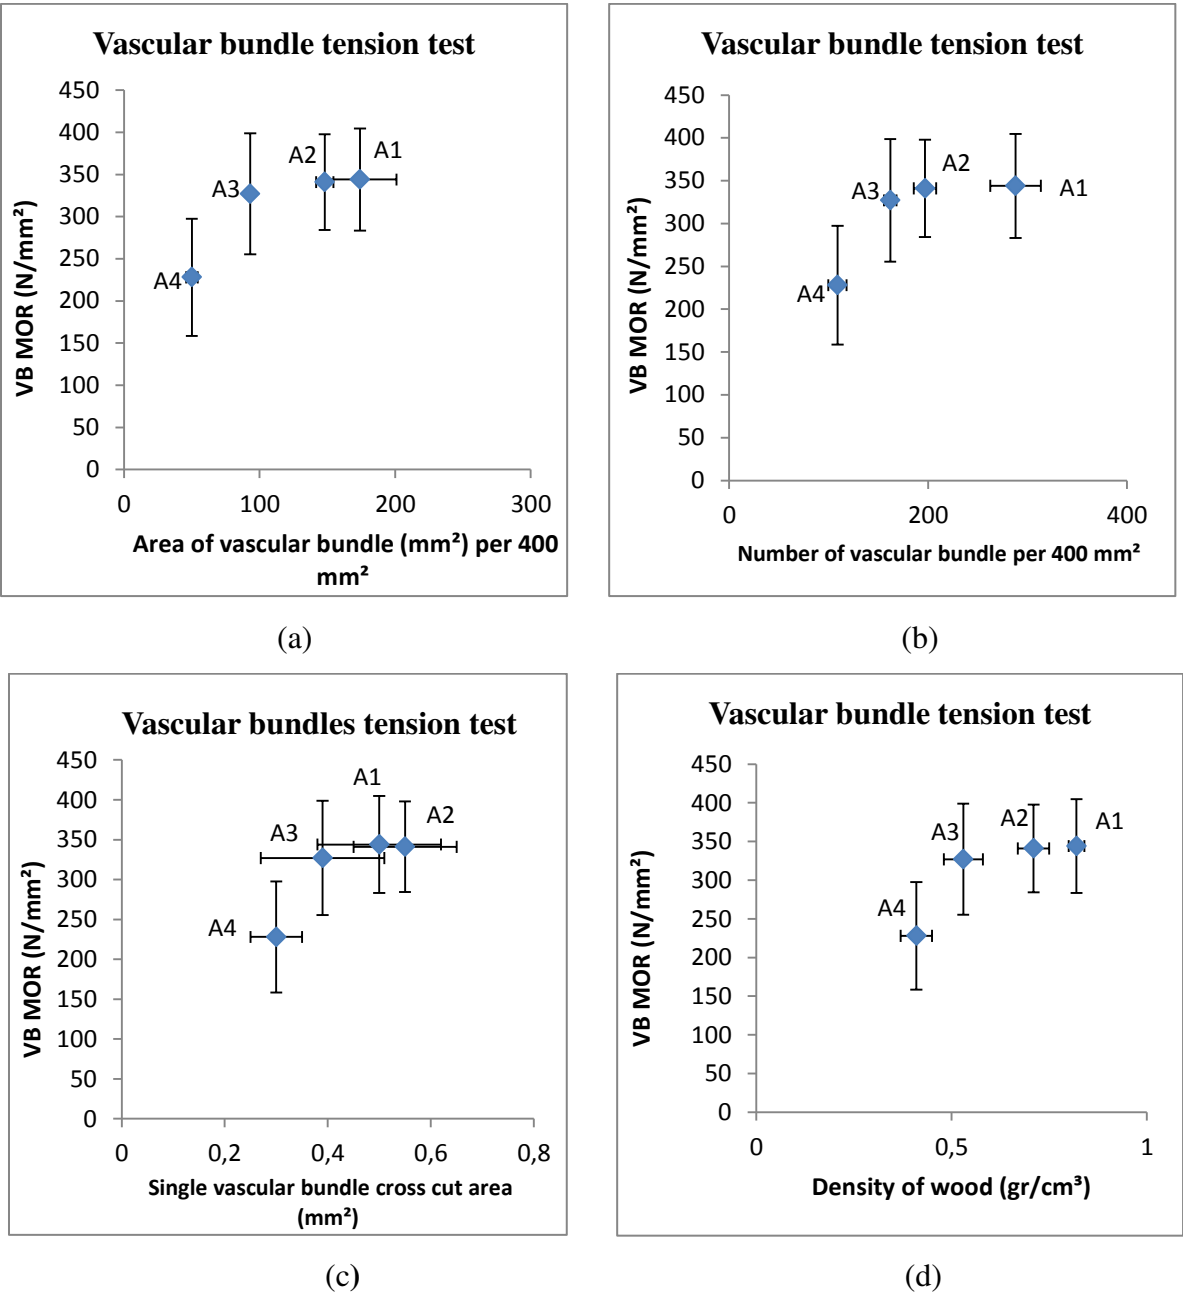 Vascular bundle tension test
450
400
350
300
250
200
150
100
50
0
VB MOR (N/mm²)
A1
A2
A3
A4
0 100 200 300
Area of vascular bundle (mm²) per 400
mm²
(a)
Vascular bundle tension test
450
400
350
300
250
200
150
100
50
0
VB MOR (N/mm²)
A2
A3
A1
A4
0 200 400
Number of vascular bundle per 400 mm²
(b)
Vascular bundles tension test
450
400
350
300
250
200
150
100
50
0
VB MOR (N/mm²)
A1
A2
A3
A4
0 0,2 0,4 0,6 0,8
Single vascular bundle cross cut area
(mm²)
(c)
Vascular bundle tension test
450
400
350
300
250
200
150
100
50
0
VB MOR (N/mm²)
A2
A1
A3
A4
0 0,5 1
Density of wood (gr/cm³)
(d)